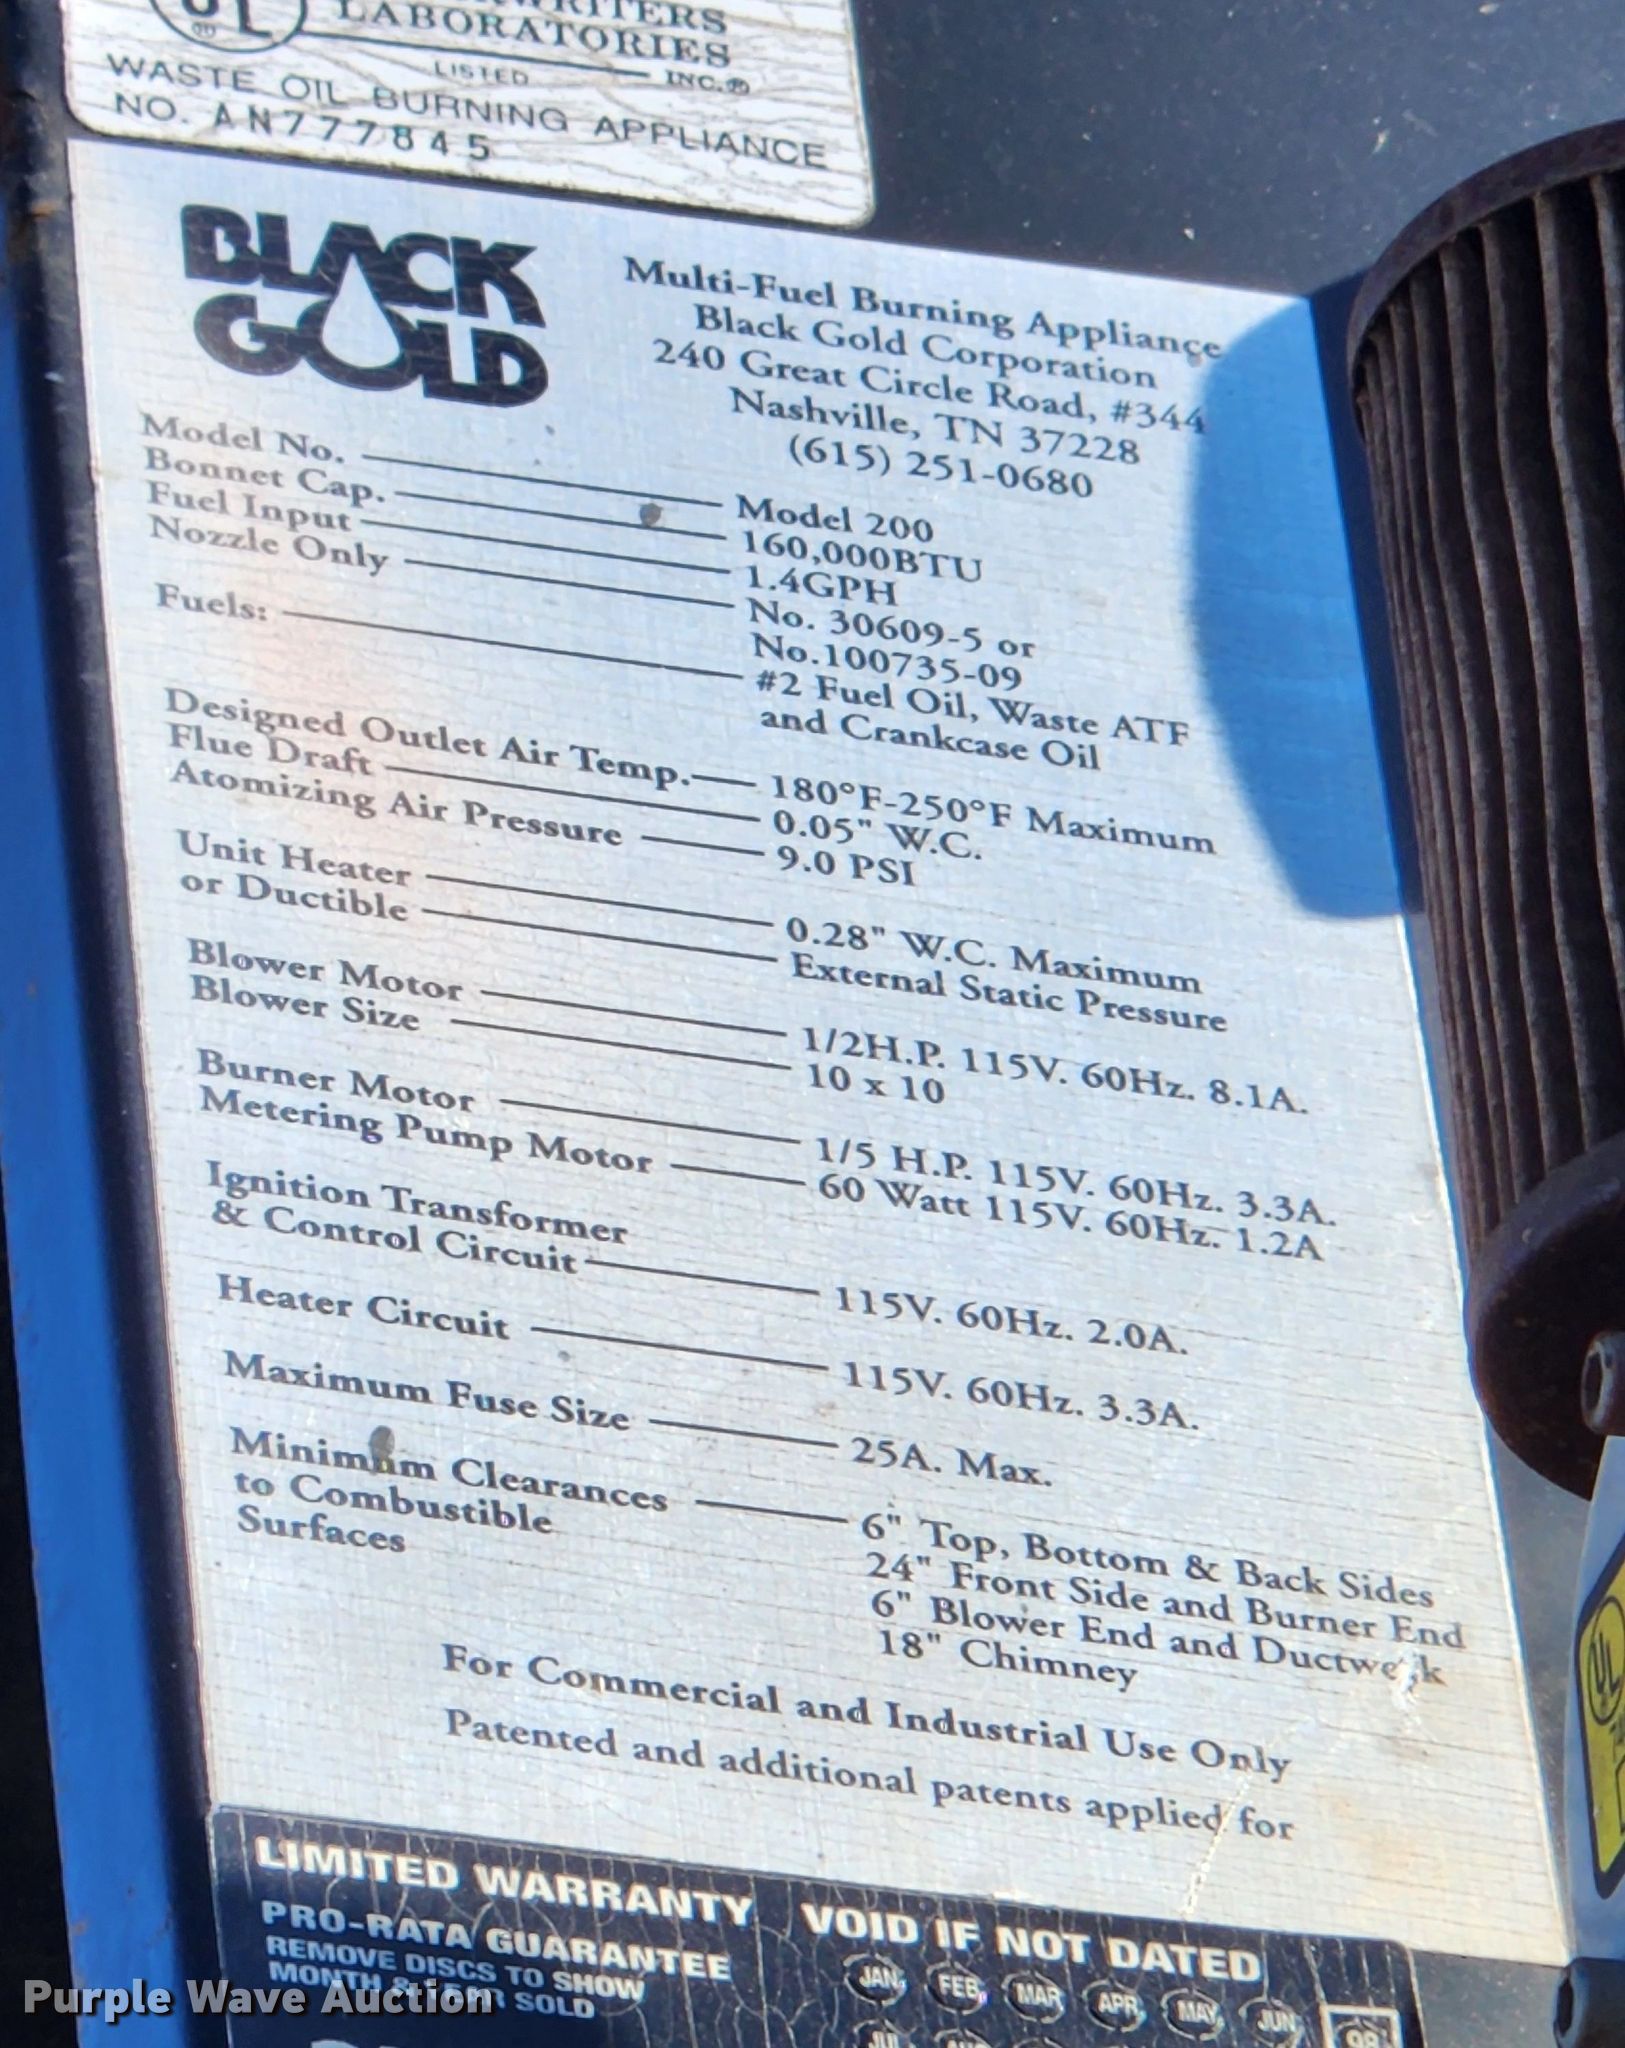 UL
LABORATORIES
LISTED INC.®
WASTE OIL BURNING APPLIANCE
NO. AN777845
BLACK
GOLD
Multi-Fuel Burning Appliance
Black Gold Corporation
240 Great Circle Road, #344
Nashville, TN 37228
(615) 251-0680
Model No. Model 200
Bonnet Cap. 160,000BTU
Fuel Input 1.4GPH
Nozzle Only No. 30609-5 or
No.100735-09
Fuels: #2 Fuel Oil, Waste ATF
and Crankcase Oil
Designed Outlet Air Temp. 180°F-250°F Maximum
Flue Draft 0.05" W.C.
Atomizing Air Pressure 9.0 PSI
Unit Heater 0.28" W.C. Maximum
or Ductible External Static Pressure
Blower Motor 1/2H.P. 115V. 60Hz. 8.1A.
Blower Size 10 x 10
Burner Motor 1/5 H.P. 115V. 60Hz. 3.3A.
Metering Pump Motor 60 Watt 115V. 60Hz. 1.2A
Ignition Transformer
& Control Circuit 115V. 60Hz. 2.0A.
Heater Circuit 115V. 60Hz. 3.3A.
Maximum Fuse Size 25A. Max.
Minimum Clearances 6" Top, Bottom & Back Sides
to Combustible 24" Front Side and Burner End
Surfaces 6" Blower End and Ductwork
18" Chimney
For Commercial and Industrial Use Only
Patented and additional patents applied for
LIMITED WARRANTY VOID IF NOT DATED
PRO-RATA GUARANTEE
REMOVE DISCS TO SHOW
MONTH & YEAR SOLD
JAN. FEB. MAR. APR. MAY. JUN. 98
JUL.
UL
Purple Wave Auction